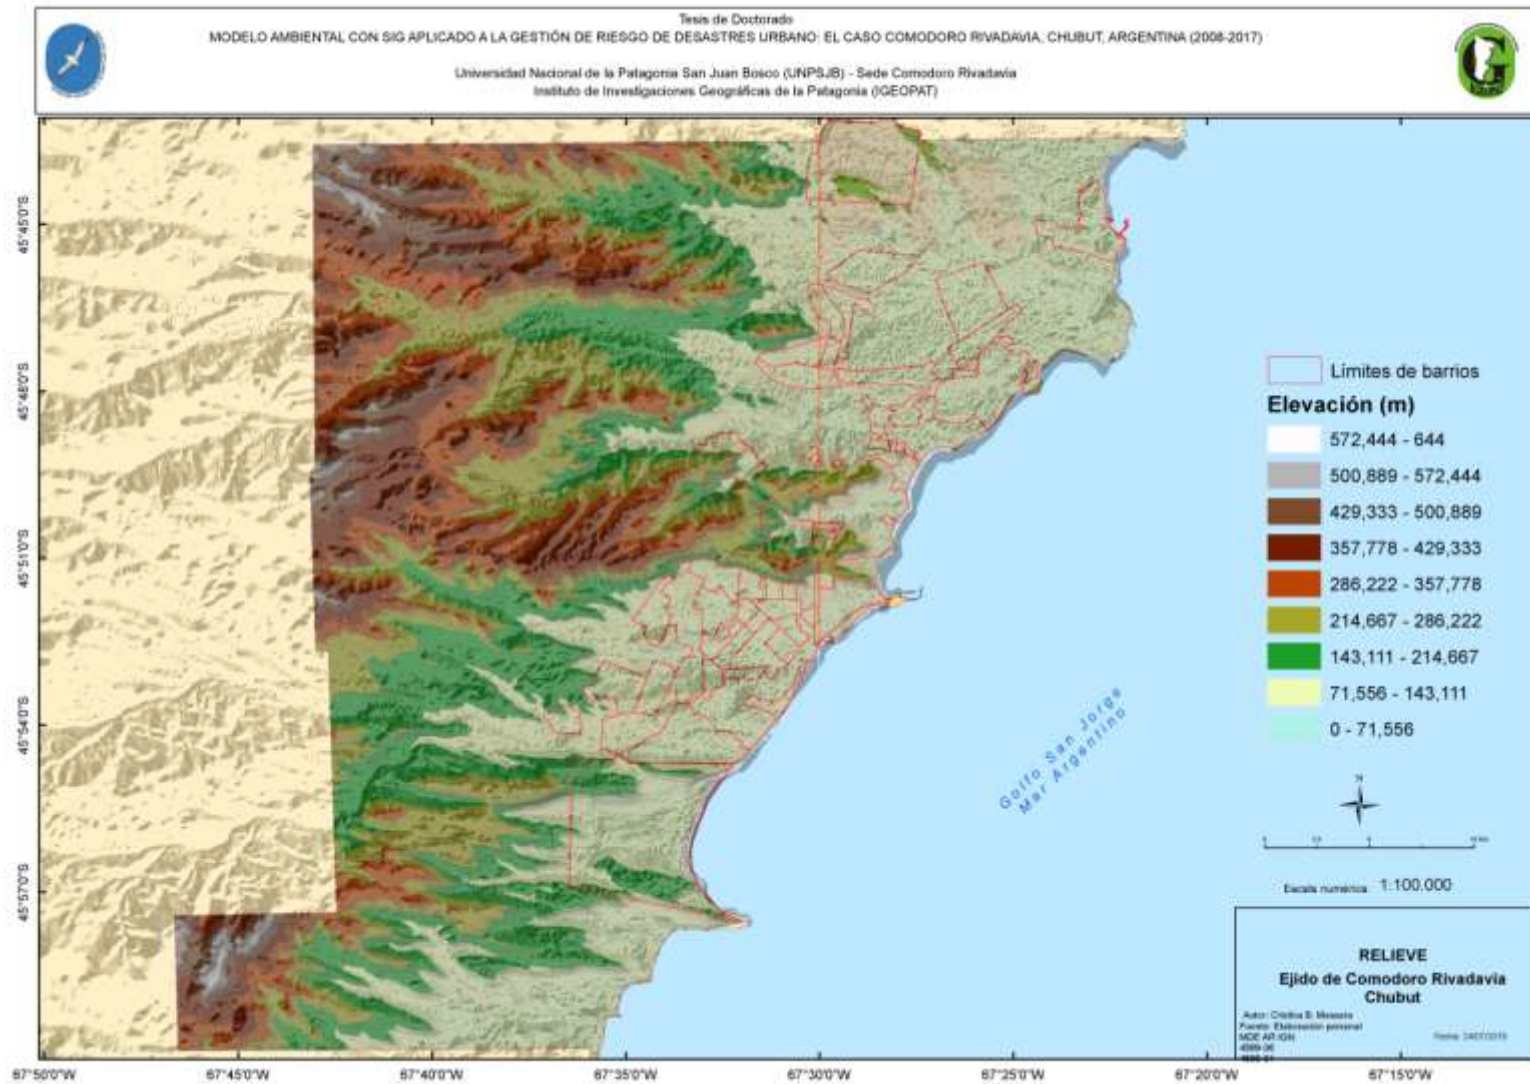 Tesis de Doctorado
MODELO AMBIENTAL CON SIG APLICADO A LA GESTIÓN DE RIESGO DE DESASTRES URBANO: EL CASO COMODORO RIVADAVIA, CHUBUT, ARGENTINA (2008-2017)
Universidad Nacional de la Patagonia San Juan Bosco (UNPSJB) - Sede Comodoro Rivadavia
Instituto de Investigaciones Geográficas de la Patagonia (IGEOPAT)
45°45'0"S
45°48'0"S
45°51'0"S
45°54'0"S
45°57'0"S
Golfo San Jorge
Mar Argentino
Límites de barrios
Elevación (m)
572,444 - 644
500,889 - 572,444
429,333 - 500,889
357,778 - 429,333
286,222 - 357,778
214,667 - 286,222
143,111 - 214,667
71,556 - 143,111
0 - 71,556
N
Escala numérica 1:100.000
RELIEVE
Ejido de Comodoro Rivadavia
Chubut
Fuente: Elaboración personal
67°50'0"W 67°45'0"W 67°40'0"W 67°35'0"W 67°30'0"W 67°25'0"W 67°20'0"W 67°15'0"W